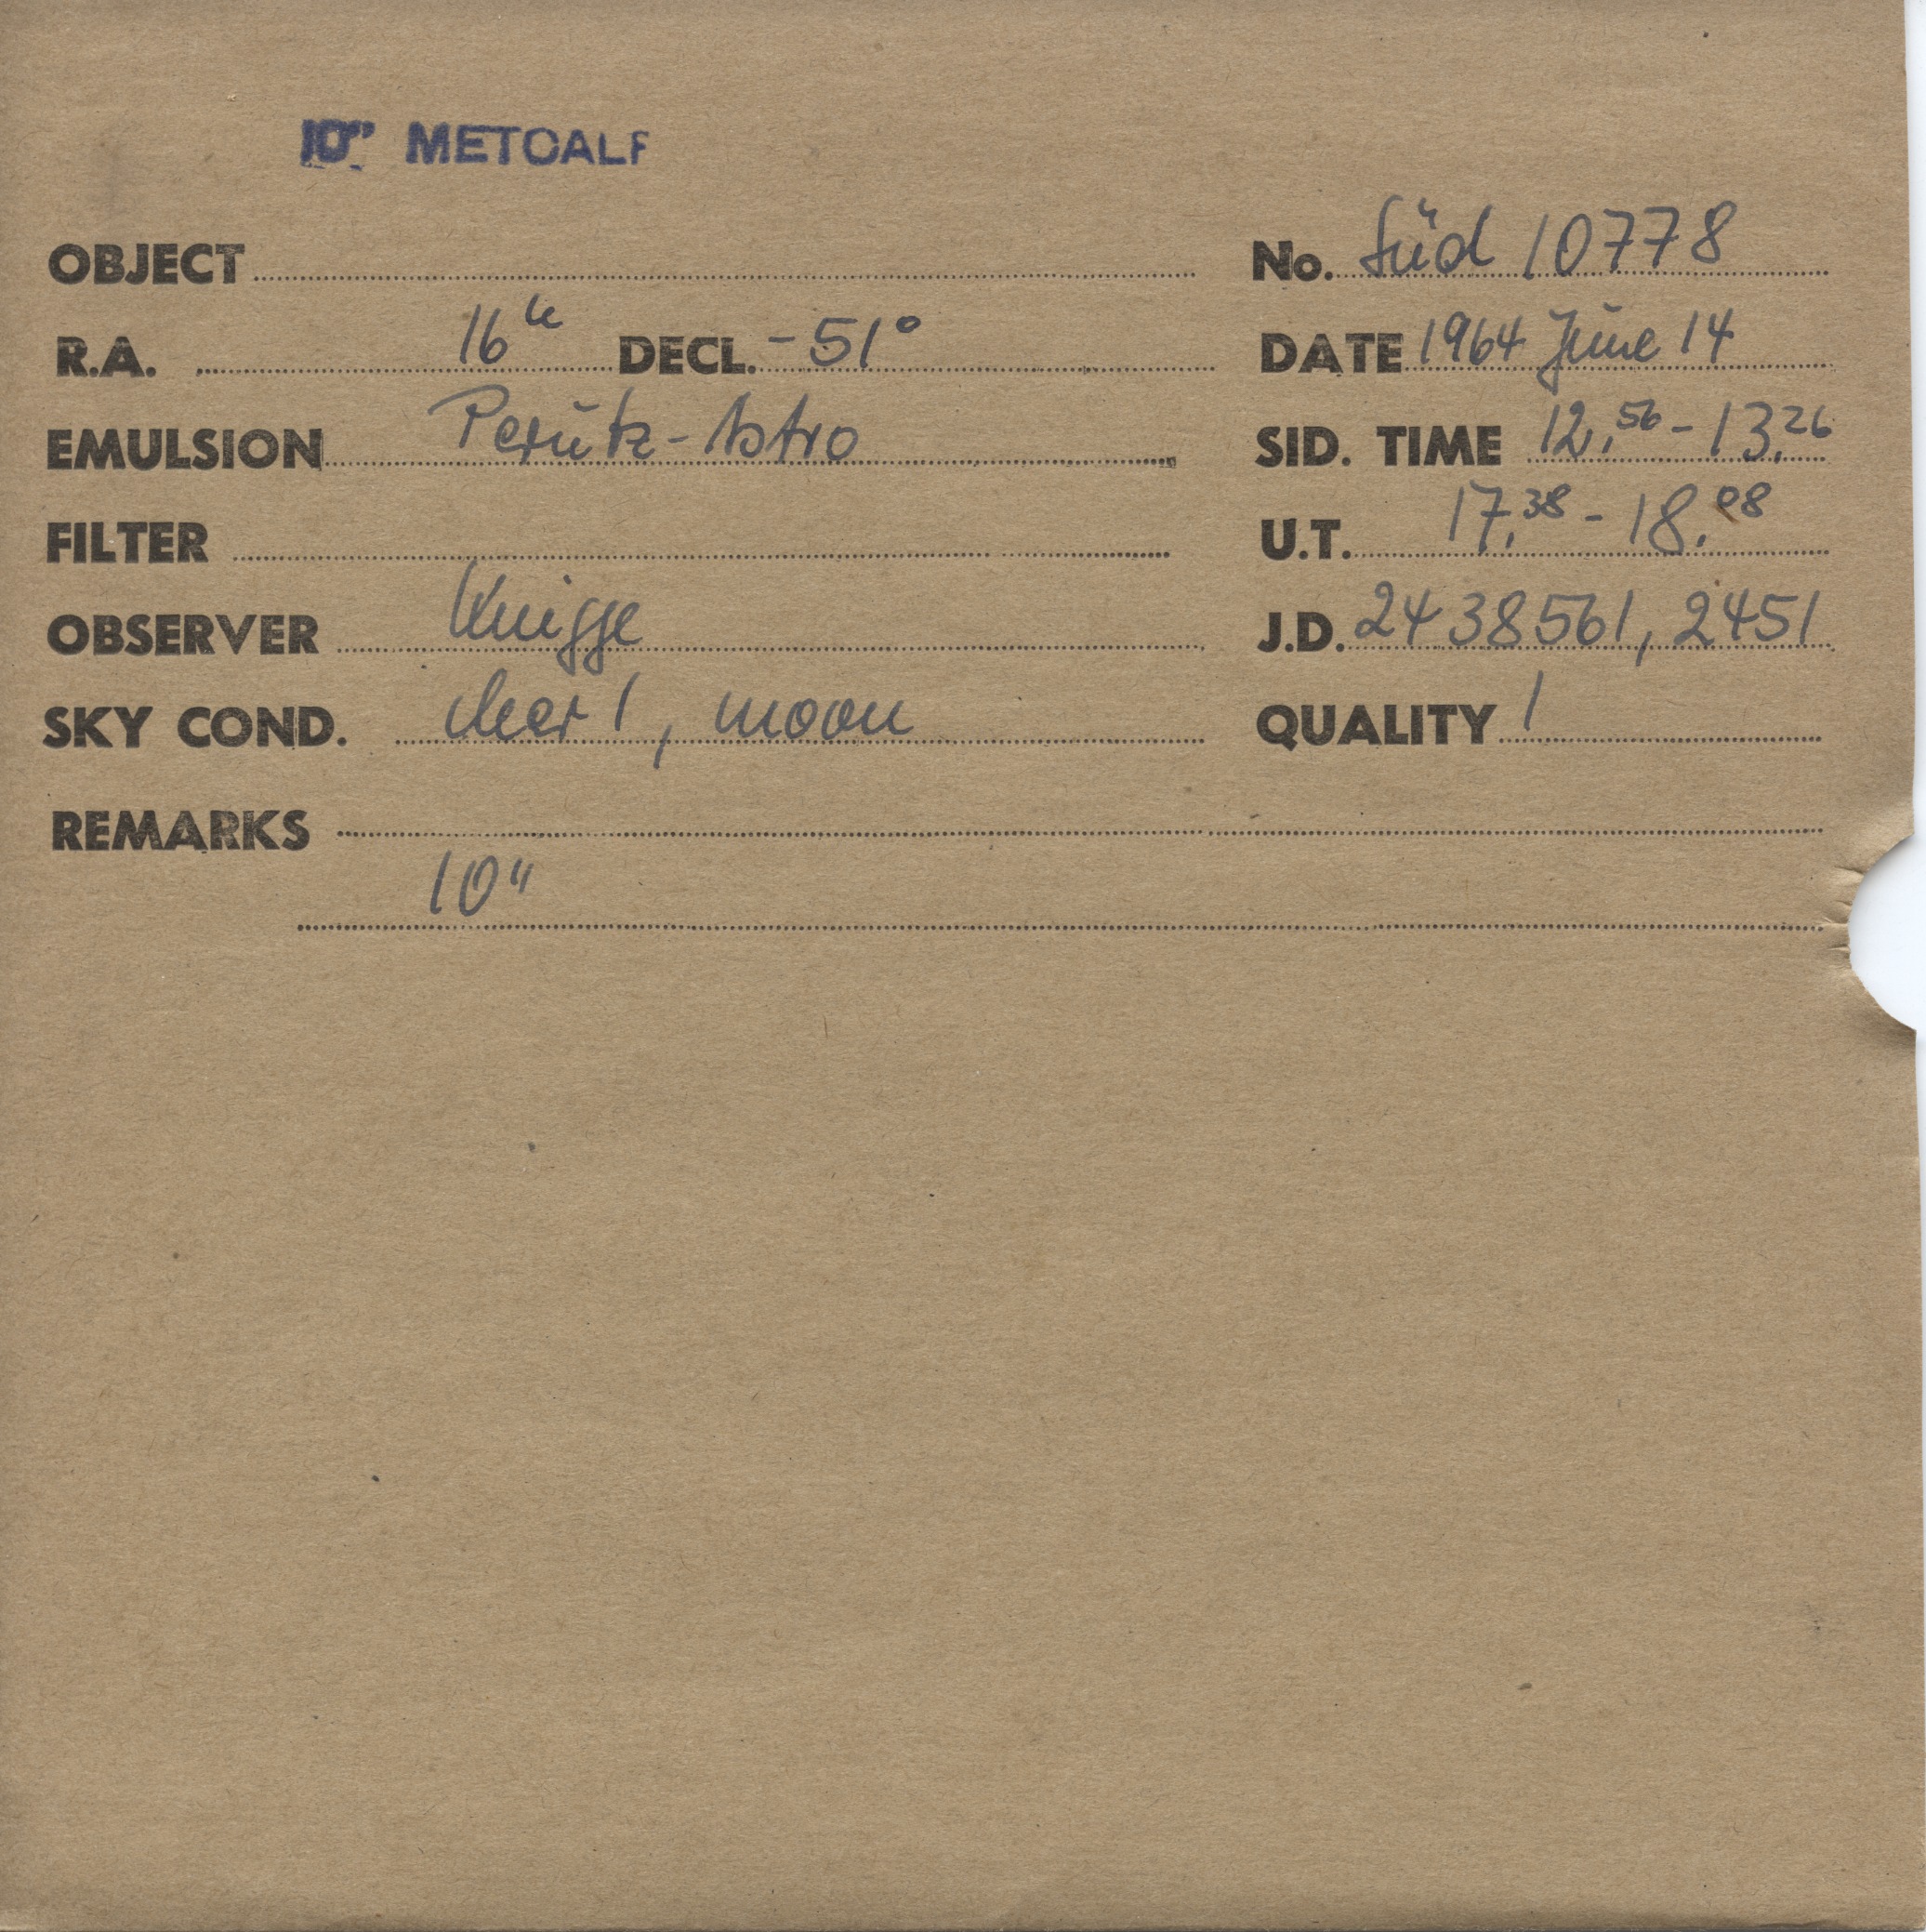 10" METCALF
OBJECT No. Süd 10778
R.A. 16h DECL. -51° DATE 1964 June 14
EMULSION Perutz-Astro SID. TIME 12.56 - 13.26
FILTER U.T. 17.38 - 18.08
OBSERVER Knigge J.D. 2438561,2451
SKY COND. clear 1, moon QUALITY 1
REMARKS
10"